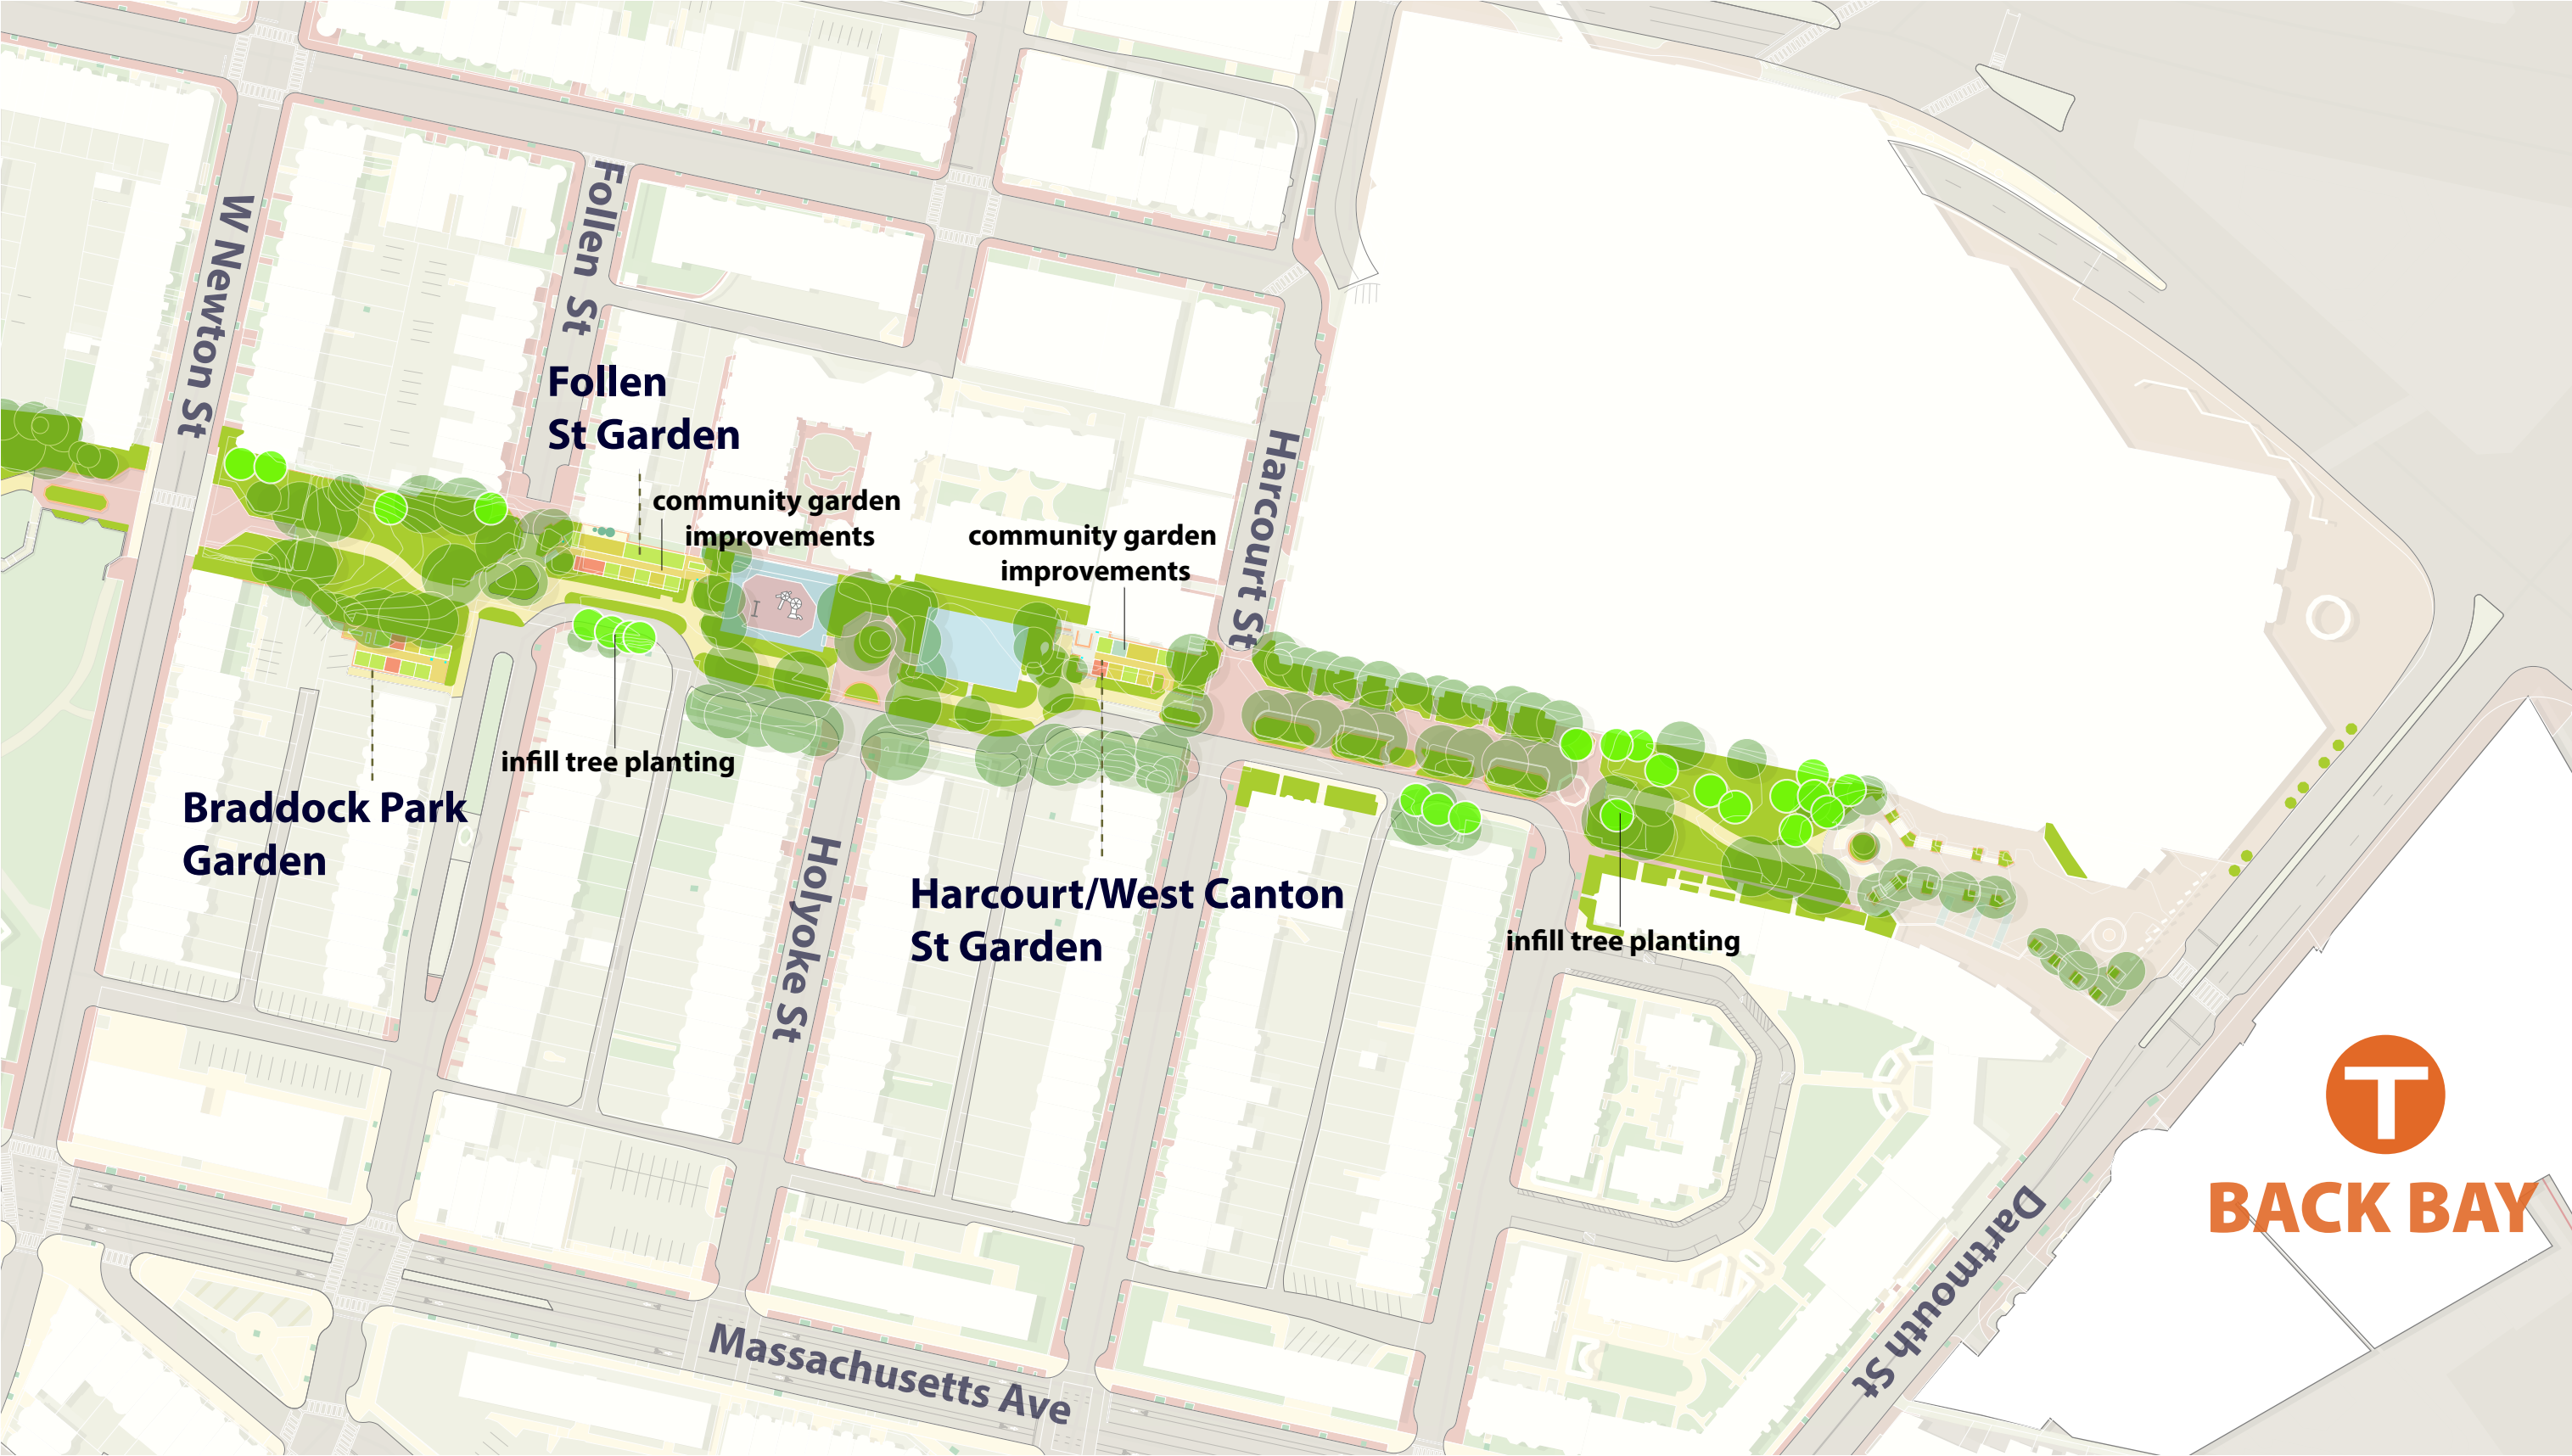 W Newton St
Follen St
Follen
St Garden
community garden
improvements
community garden
improvements
Harcourt St
infill tree planting
Braddock Park
Garden
Holyoke St
Harcourt/West Canton
St Garden
infill tree planting
T
BACK BAY
Dartmouth St
Massachusetts Ave